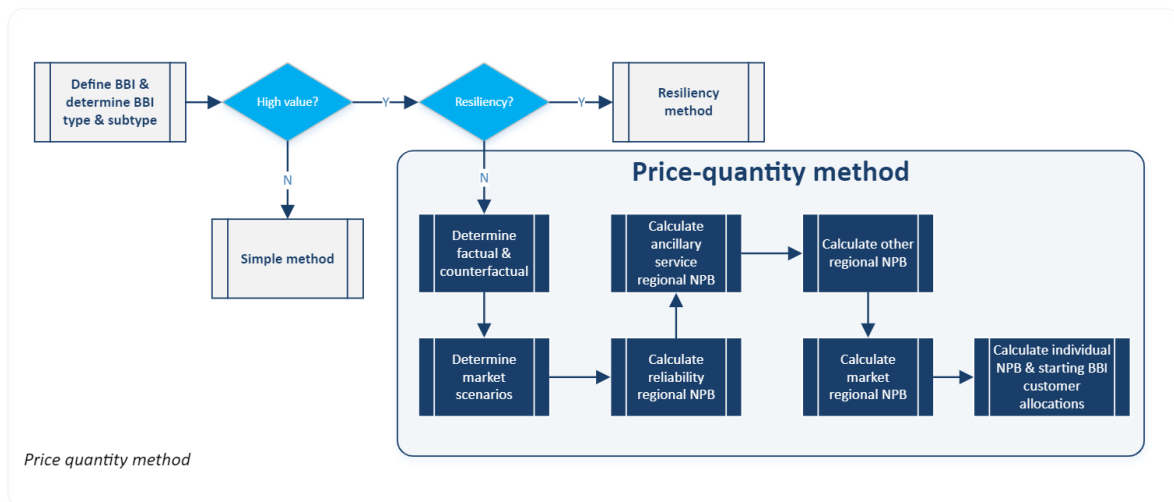 Define BBI &
determine BBI
type & subtype
High value?
Y
Resiliency?
Y
Resiliency
method
N
Simple method
N
Price-quantity method
Determine
factual &
counterfactual
Calculate
ancillary
service
regional NPB
Calculate other
regional NPB
Determine
market
scenarios
Calculate
reliability
regional NPB
Calculate
market
regional NPB
Calculate individual
NPB & starting BBI
customer
allocations
Price quantity method